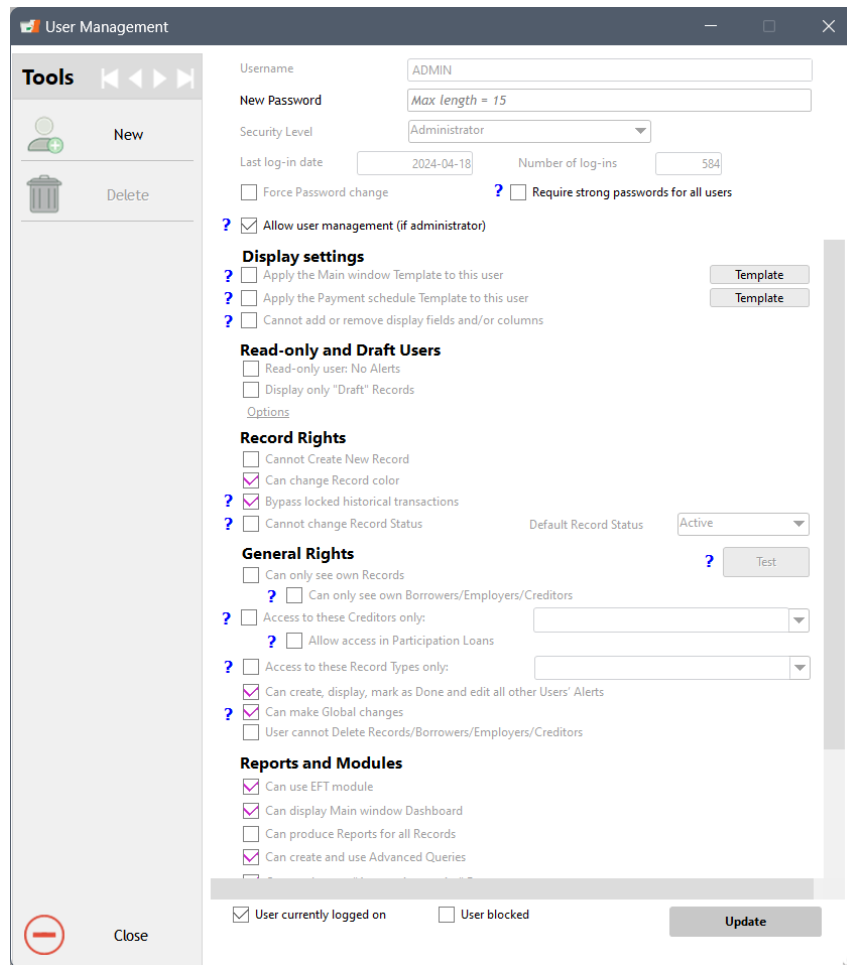 User Management
Tools
New
Delete
Close
Username ADMIN
New Password Max length = 15
Security Level Administrator
Last log-in date 2024-04-18 Number of log-ins 584
Force Password change ? Require strong passwords for all users
? Allow user management (if administrator)
Display settings
? Apply the Main window Template to this user Template
? Apply the Payment schedule Template to this user Template
? Cannot add or remove display fields and/or columns
Read-only and Draft Users
Read-only user: No Alerts
Display only "Draft" Records
Options
Record Rights
Cannot Create New Record
Can change Record color
? Bypass locked historical transactions
? Cannot change Record Status Default Record Status Active
General Rights ? Test
Can only see own Records
? Can only see own Borrowers/Employers/Creditors
? Access to these Creditors only:
? Allow access in Participation Loans
? Access to these Record Types only:
Can create, display, mark as Done and edit all other Users' Alerts
? Can make Global changes
User cannot Delete Records/Borrowers/Employers/Creditors
Reports and Modules
Can use EFT module
Can display Main window Dashboard
Can produce Reports for all Records
Can create and use Advanced Queries
User currently logged on User blocked Update